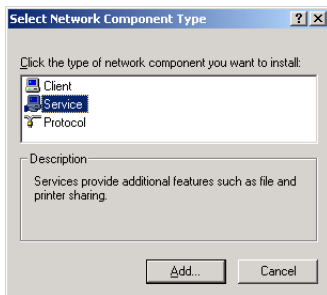 Select Network Component Type
Click the type of network component you want to install:
Client
Service
Protocol
Description
Services provide additional features such as file and
printer sharing.
Add... Cancel